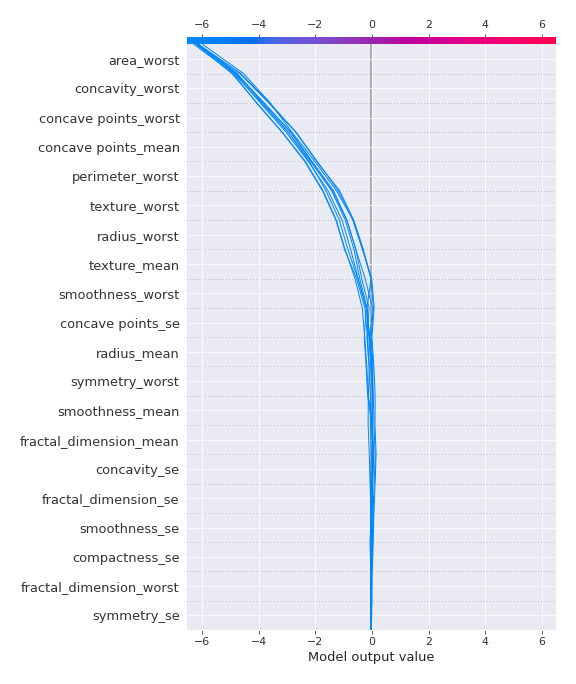 −6 −4 −2 0 2 4 6
area_worst
concavity_worst
concave points_worst
concave points_mean
perimeter_worst
texture_worst
radius_worst
texture_mean
smoothness_worst
concave points_se
radius_mean
symmetry_worst
smoothness_mean
fractal_dimension_mean
concavity_se
fractal_dimension_se
smoothness_se
compactness_se
fractal_dimension_worst
symmetry_se
−6 −4 −2 0 2 4 6
Model output value